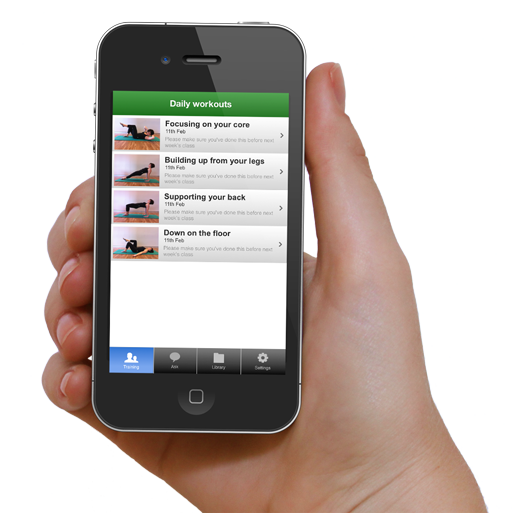 Daily workouts
Focusing on your core
11th Feb
Please make sure you've done this before next
week's class
Building up from your legs
11th Feb
Please make sure you've done this before next
week's class
Supporting your back
11th Feb
Please make sure you've done this before next
week's class
Down on the floor
11th Feb
Please make sure you've done this before next
week's class
Training
Ask
Library
Settings